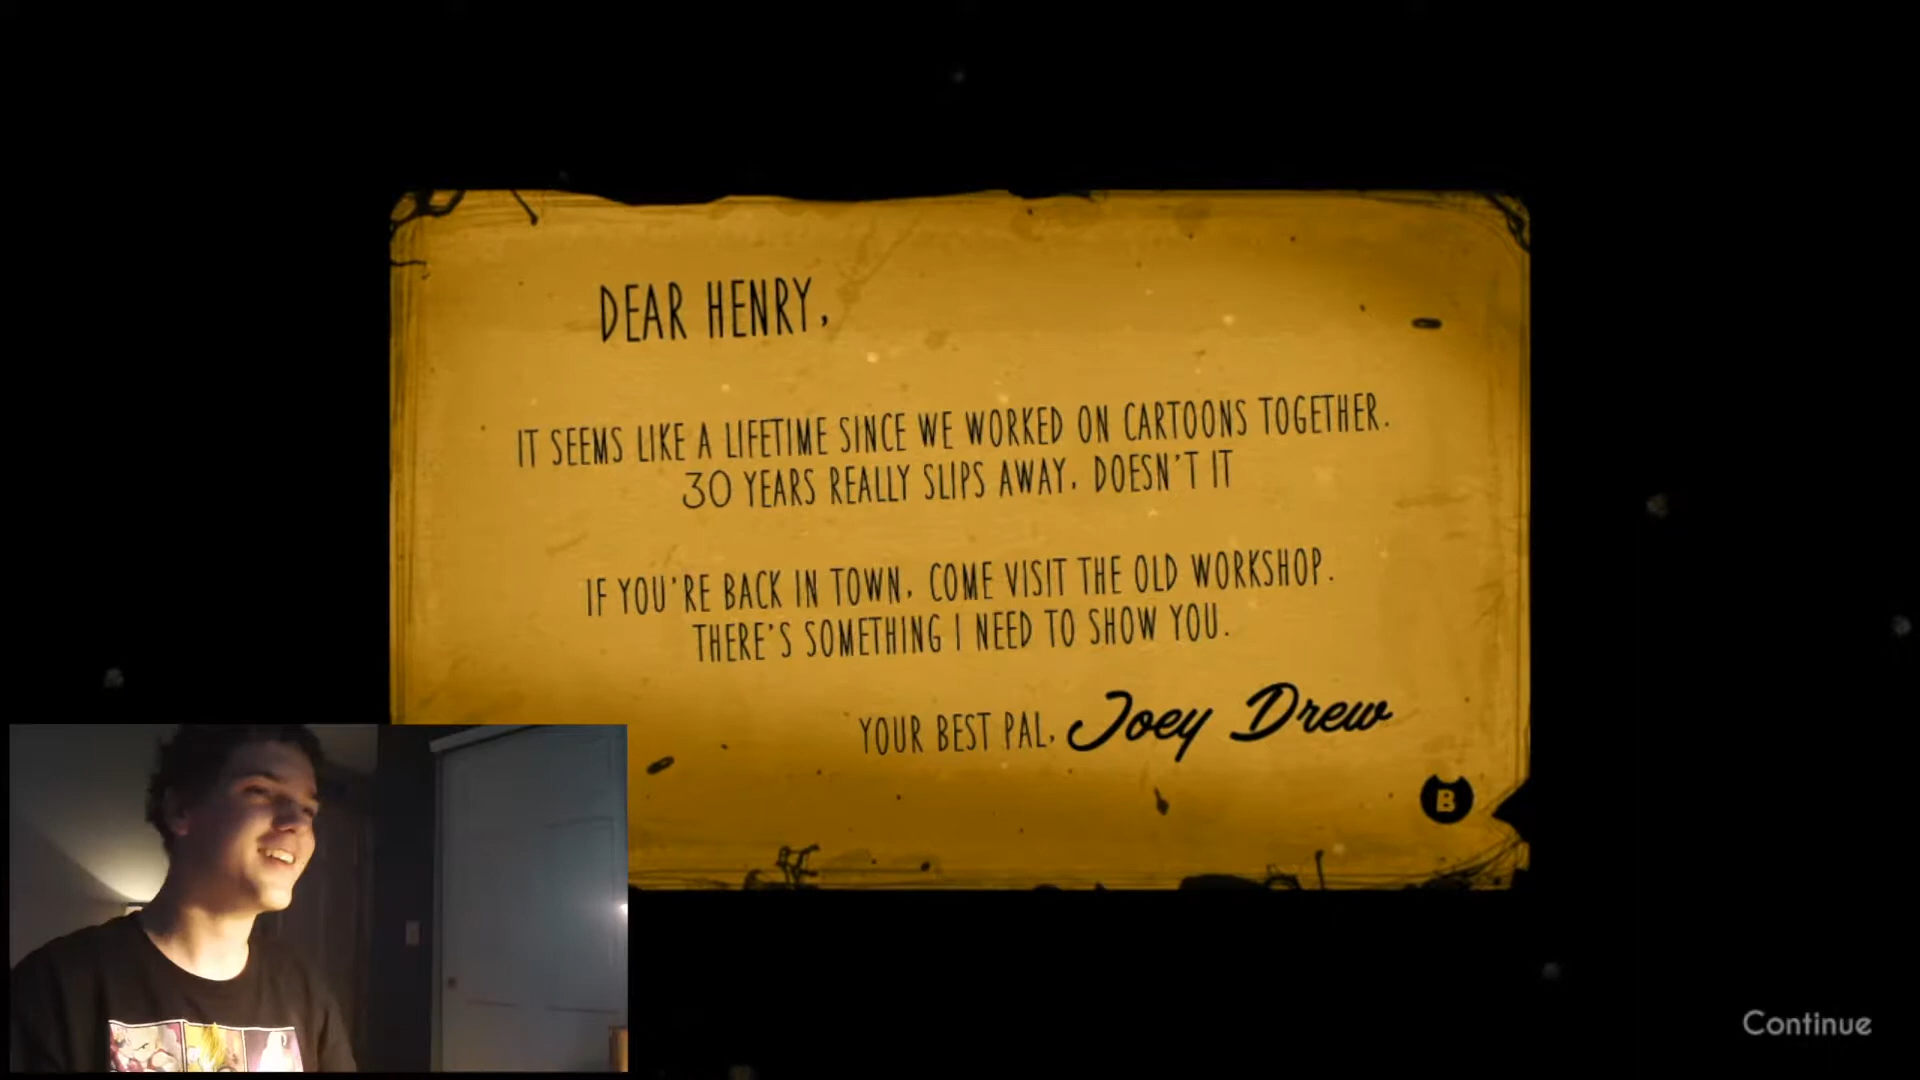 DEAR HENRY,
IT SEEMS LIKE A LIFETIME SINCE WE WORKED ON CARTOONS TOGETHER.
30 YEARS REALLY SLIPS AWAY, DOESN'T IT
IF YOU'RE BACK IN TOWN, COME VISIT THE OLD WORKSHOP.
THERE'S SOMETHING I NEED TO SHOW YOU.
YOUR BEST PAL, Joey Drew
B
Continue